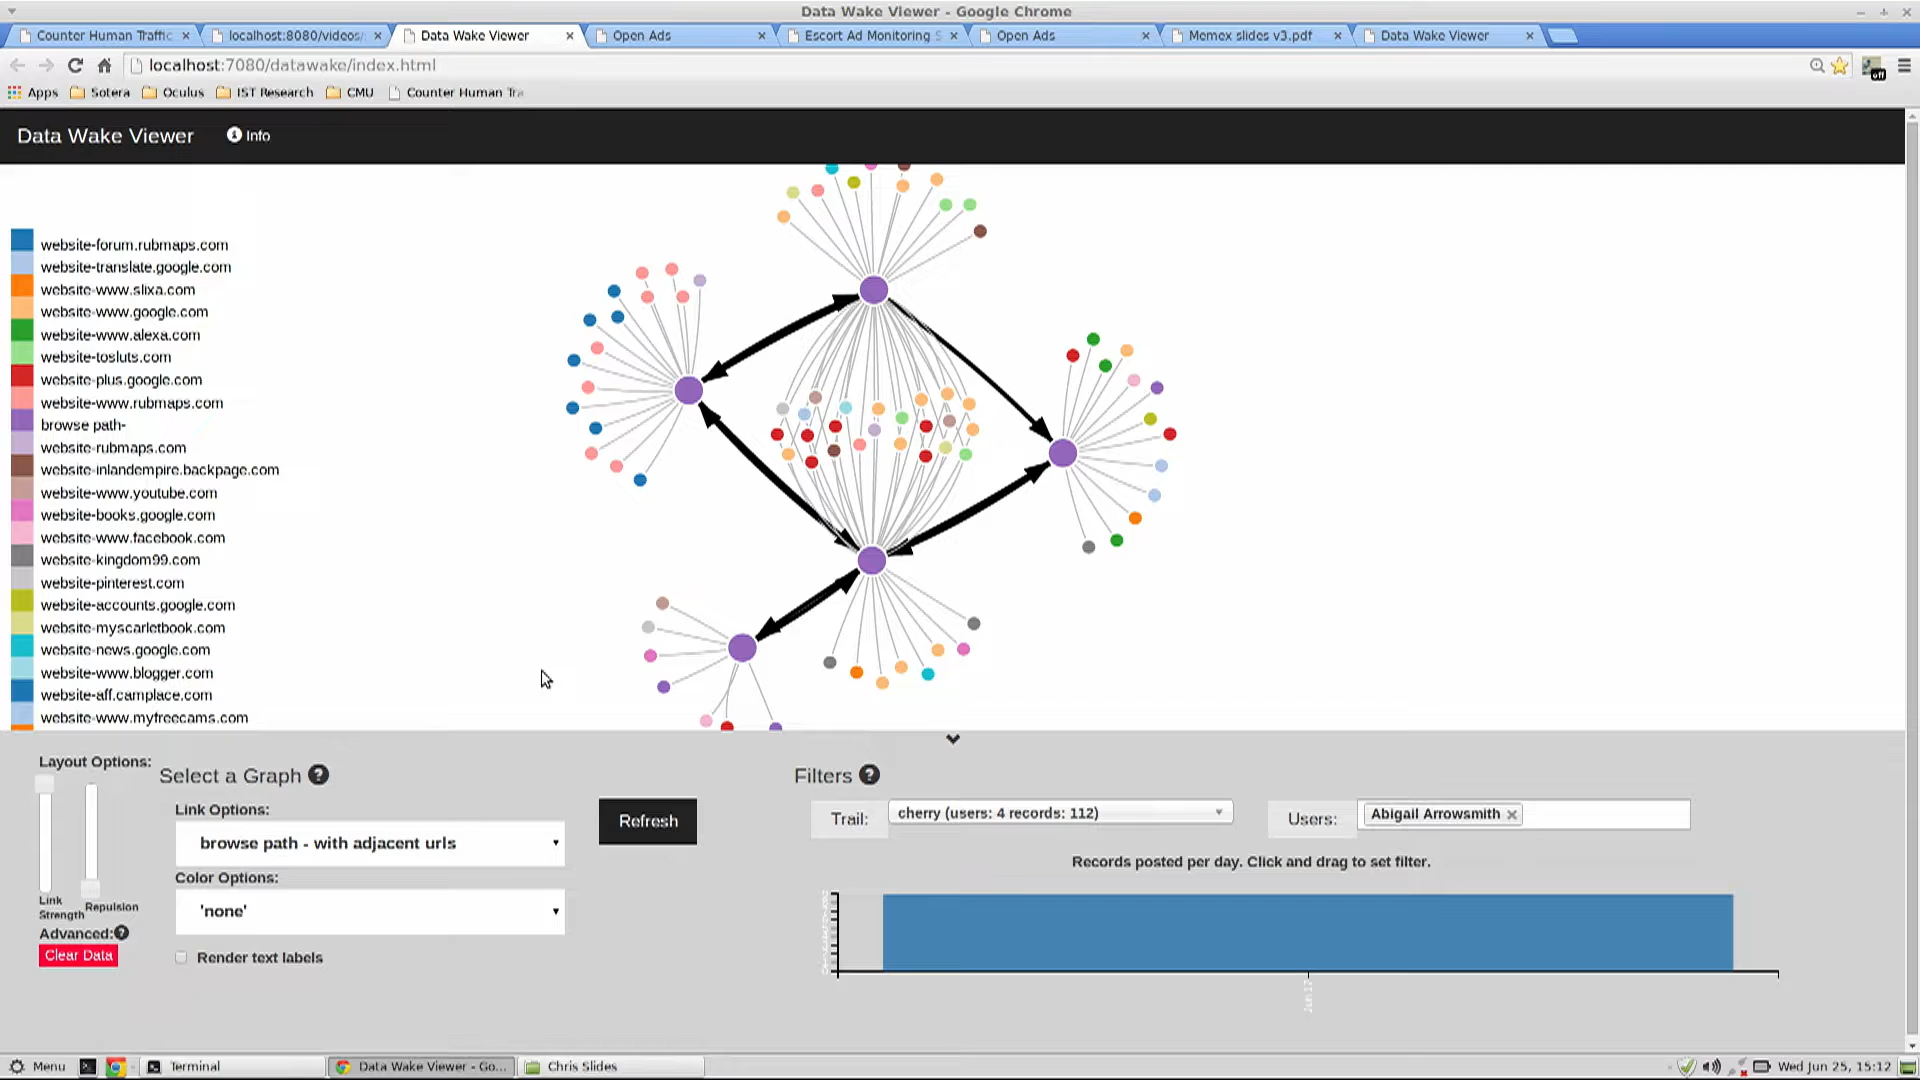 Data Wake Viewer - Google Chrome
Counter Human Traffic
localhost:8080/videos/
Data Wake Viewer
Open Ads
Escort Ad Monitoring S
Open Ads
Memex slides v3.pdf
Data Wake Viewer
localhost:7080/datawake/index.html
off
Apps
Sotera
Oculus
IST Research
CMU
Counter Human Tra
Data Wake Viewer
Info
website-forum.rubmaps.com
website-translate.google.com
website-www.slixa.com
website-www.google.com
website-www.alexa.com
website-tosluts.com
website-plus.google.com
website-www.rubmaps.com
browse path-
website-rubmaps.com
website-inlandempire.backpage.com
website-www.youtube.com
website-books.google.com
website-www.facebook.com
website-kingdom99.com
website-pinterest.com
website-accounts.google.com
website-myscarletbook.com
website-news.google.com
website-www.blogger.com
website-aff.camplace.com
website-www.myfreecams.com
Layout Options:
Link
Strength
Repulsion
Advanced:
Clear Data
Select a Graph
Link Options:
browse path - with adjacent urls
Color Options:
'none'
Render text labels
Refresh
Filters
Trail:
cherry (users: 4 records: 112)
Users:
Abigail Arrowsmith
Records posted per day. Click and drag to set filter.
Menu
Terminal
Data Wake Viewer - Go...
Chris Slides
Wed Jun 25, 15:12